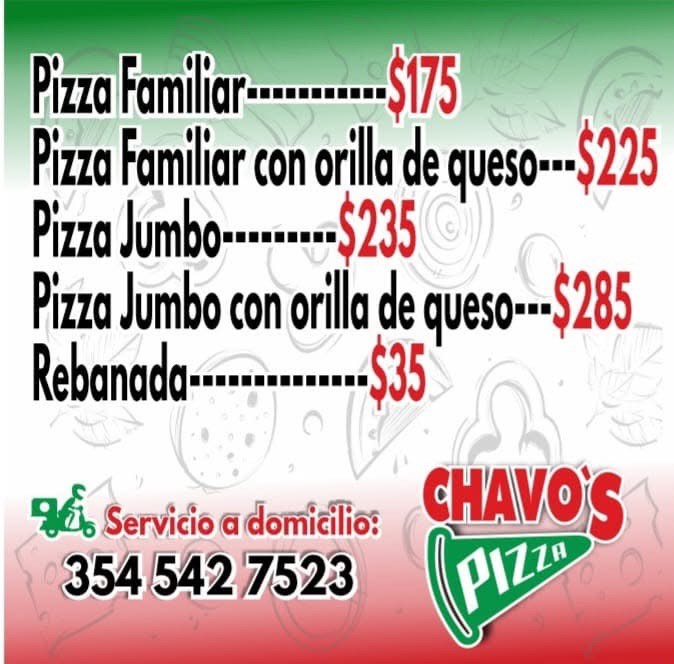 Pizza Familiar-----------$175
Pizza Familiar con orilla de queso---$225
Pizza Jumbo---------$235
Pizza Jumbo con orilla de queso---$285
Rebanada--------------$35
Servicio a domicilio:
354 542 7523
CHAVO`S
PIZZA